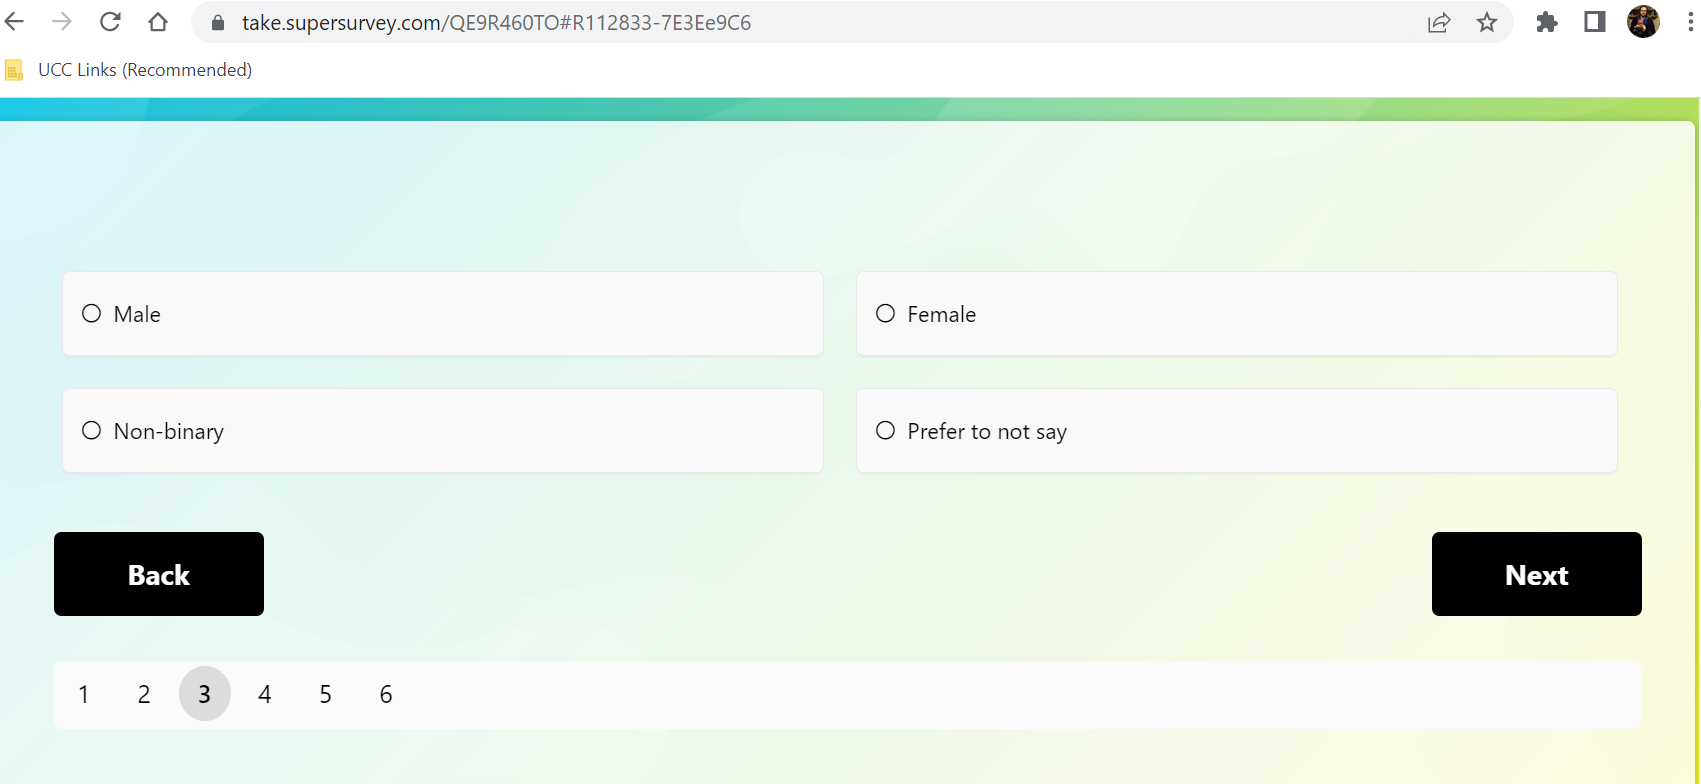 take.supersurvey.com/QE9R460TO#R112833-7E3Ee9C6
UCC Links (Recommended)
Male
Female
Non-binary
Prefer to not say
Back
Next
1 2 3 4 5 6